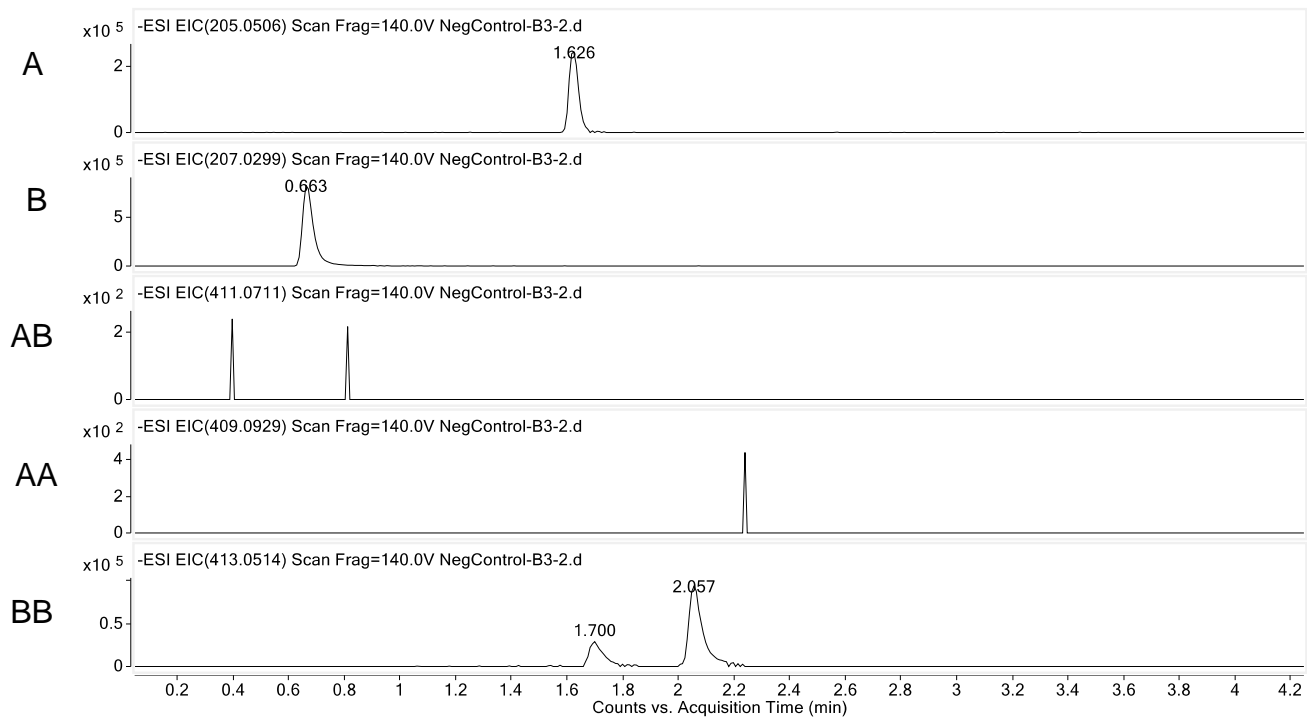 A
x10 5
-ESI EIC(205.0506) Scan Frag=140.0V NegControl-B3-2.d
1.626
2
0
B
x10 5
-ESI EIC(207.0299) Scan Frag=140.0V NegControl-B3-2.d
0.663
5
0
AB
x10 2
-ESI EIC(411.0711) Scan Frag=140.0V NegControl-B3-2.d
2
0
AA
x10 2
-ESI EIC(409.0929) Scan Frag=140.0V NegControl-B3-2.d
4
2
0
BB
x10 5
-ESI EIC(413.0514) Scan Frag=140.0V NegControl-B3-2.d
2.057
1.700
0.5
0
0.2 0.4 0.6 0.8 1 1.2 1.4 1.6 1.8 2 2.2 2.4 2.6 2.8 3 3.2 3.4 3.6 3.8 4 4.2
Counts vs. Acquisition Time (min)